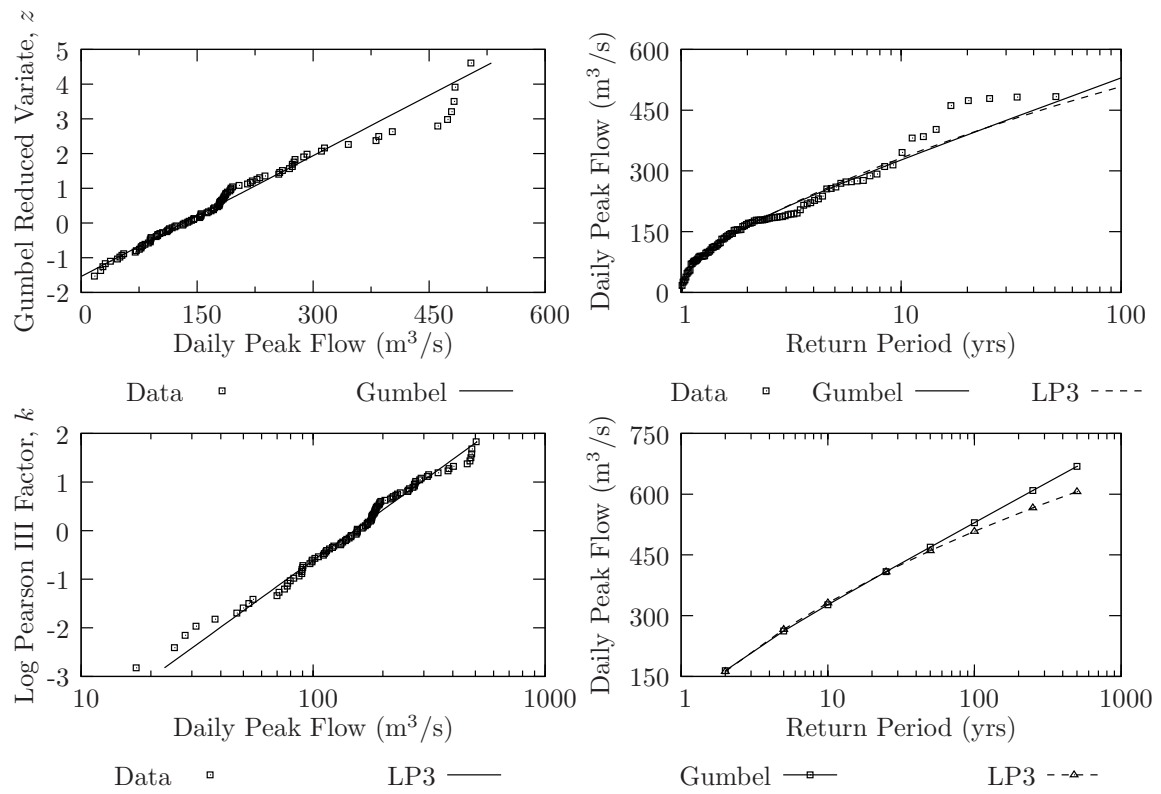 Gumbel Reduced Variate, z
5
4
3
2
1
0
-1
-2
0 150 300 450 600
Daily Peak Flow (m³/s)
Data Gumbel
Daily Peak Flow (m³/s)
600
450
300
150
0
1 10 100
Return Period (yrs)
Data Gumbel LP3
Log Pearson III Factor, k
2
1
0
-1
-2
-3
10 100 1000
Daily Peak Flow (m³/s)
Data LP3
Daily Peak Flow (m³/s)
750
600
450
300
150
1 10 100 1000
Return Period (yrs)
Gumbel LP3